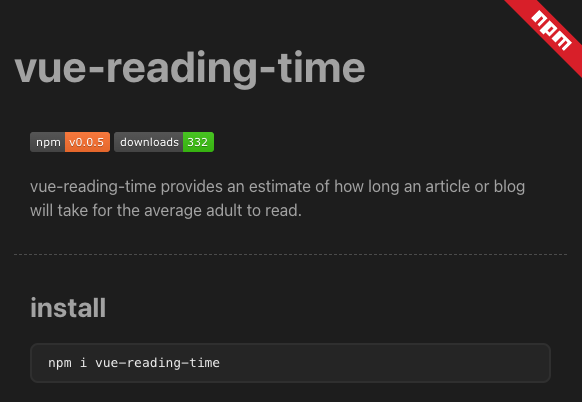 npm
vue-reading-time
npm v0.0.5 downloads 332
vue-reading-time provides an estimate of how long an article or blog
will take for the average adult to read.
install
npm i vue-reading-time